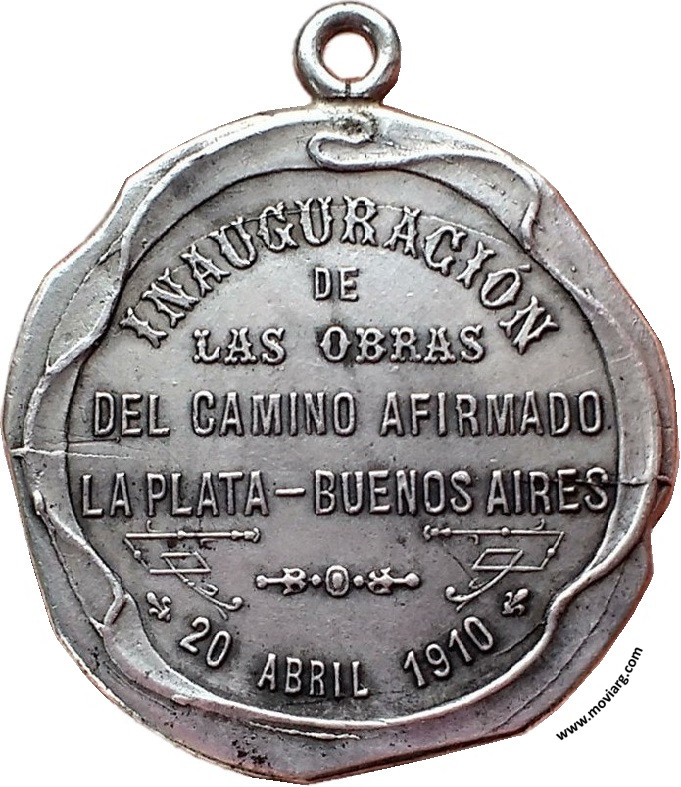 INAUGURACIÓN
DE
LAS OBRAS
DEL CAMINO AFIRMADO
LA PLATA – BUENOS AIRES
20 ABRIL 1910
www.moviarg.com